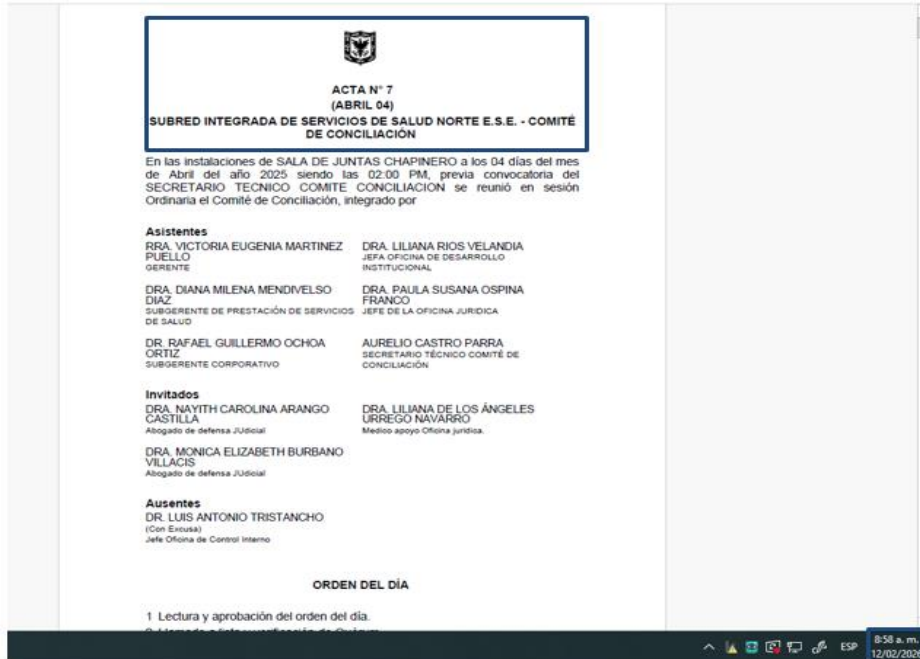 ACTA N° 7
(ABRIL 04)
SUBRED INTEGRADA DE SERVICIOS DE SALUD NORTE E.S.E. - COMITÉ
DE CONCILIACIÓN
En las instalaciones de SALA DE JUNTAS CHAPINERO a los 04 días del mes
de Abril del año 2025 siendo las 02:00 PM, previa convocatoria del
SECRETARIO TECNICO COMITE CONCILIACION se reunió en sesión
Ordinaria el Comité de Conciliación, integrado por
Asistentes
RRA. VICTORIA EUGENIA MARTINEZ
PUELLO
GERENTE
DRA. LILIANA RIOS VELANDIA
JEFA OFICINA DE DESARROLLO
INSTITUCIONAL
DRA. DIANA MILENA MENDIVELSO
DIAZ
SUBGERENTE DE PRESTACIÓN DE SERVICIOS
DE SALUD
DRA. PAULA SUSANA OSPINA
FRANCO
JEFE DE LA OFICINA JURIDICA
DR. RAFAEL GUILLERMO OCHOA
ORTIZ
SUBGERENTE CORPORATIVO
AURELIO CASTRO PARRA
SECRETARIO TÉCNICO COMITÉ DE
CONCILIACIÓN
Invitados
DRA. NAYITH CAROLINA ARANGO
CASTILLA
Abogado de defensa JUdicial
DRA. LILIANA DE LOS ÁNGELES
URREGO NAVARRO
Medico apoyo Oficina jurídica.
DRA. MONICA ELIZABETH BURBANO
VILLACIS
Abogado de defensa JUdicial
Ausentes
DR. LUIS ANTONIO TRISTANCHO
(Con Excusa)
Jefe Oficina de Control Interno
ORDEN DEL DÍA
1 Lectura y aprobación del orden del día.
ESP
8:58 a. m.
12/02/2026